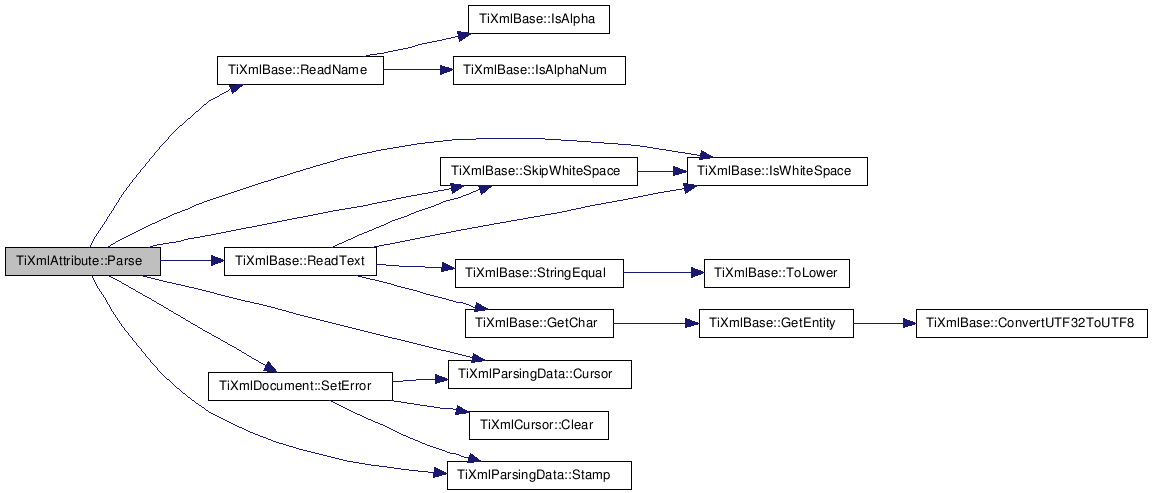 TiXmlBase::IsAlpha
TiXmlBase::ReadName
TiXmlBase::IsAlphaNum
TiXmlBase::SkipWhiteSpace
TiXmlBase::IsWhiteSpace
TiXmlAttribute::Parse
TiXmlBase::ReadText
TiXmlBase::StringEqual
TiXmlBase::ToLower
TiXmlBase::GetChar
TiXmlBase::GetEntity
TiXmlBase::ConvertUTF32ToUTF8
TiXmlParsingData::Cursor
TiXmlDocument::SetError
TiXmlCursor::Clear
TiXmlParsingData::Stamp